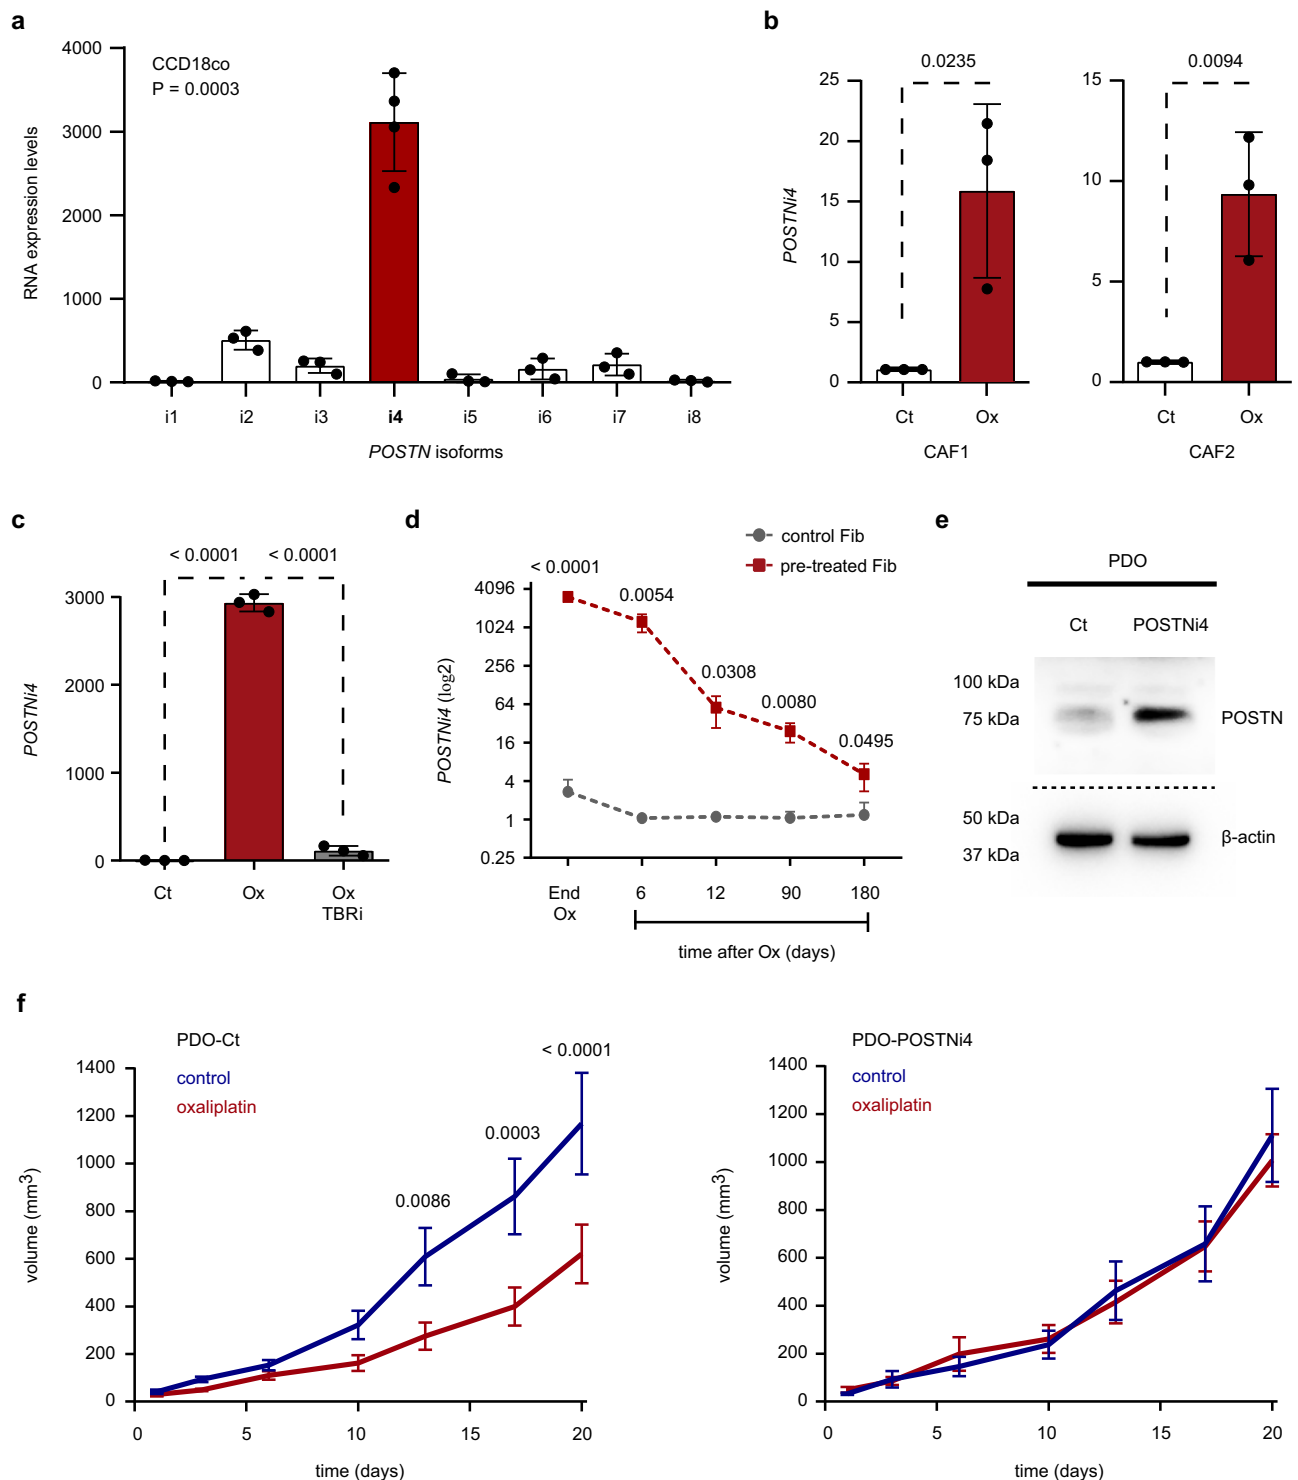 a
CCD18co
P = 0.0003
RNA expression levels
4000
3000
2000
1000
0
i1 i2 i3 i4 i5 i6 i7 i8
POSTN isoforms
b
POSTNi4
0.0235
25
20
15
10
5
0
Ct Ox
CAF1
0.0094
15
10
5
0
Ct Ox
CAF2
c
< 0.0001 < 0.0001
POSTNi4
3000
2000
1000
0
Ct Ox Ox
TBRi
d
control Fib
pre-treated Fib
POSTNi4 (log2)
< 0.0001
0.0054
0.0308
0.0080
0.0495
4096
1024
256
64
16
4
1
0.25
End 6 12 90 180
Ox
time after Ox (days)
e
PDO
Ct POSTNi4
100 kDa
75 kDa
POSTN
50 kDa
37 kDa
β-actin
f
PDO-Ct
control
oxaliplatin
volume (mm3)
1400
1200
1000
800
600
400
200
0
0.0086
0.0003
< 0.0001
0 5 10 15 20
time (days)
PDO-POSTNi4
control
oxaliplatin
volume (mm3)
1400
1200
1000
800
600
400
200
0
0 5 10 15 20
time (days)